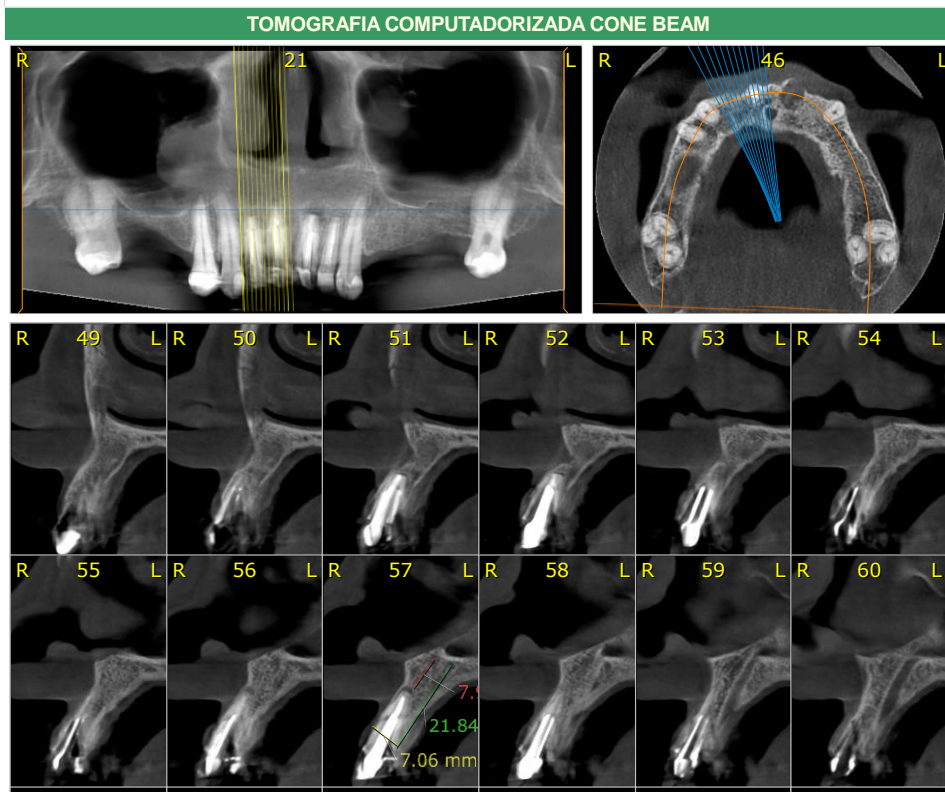 TOMOGRAFIA COMPUTADORIZADA CONE BEAM
R 21 L
R 46 L
R 49 L R 50 L R 51 L R 52 L R 53 L R 54 L
R 55 L R 56 L R 57 L R 58 L R 59 L R 60 L
21.84
7.06 mm